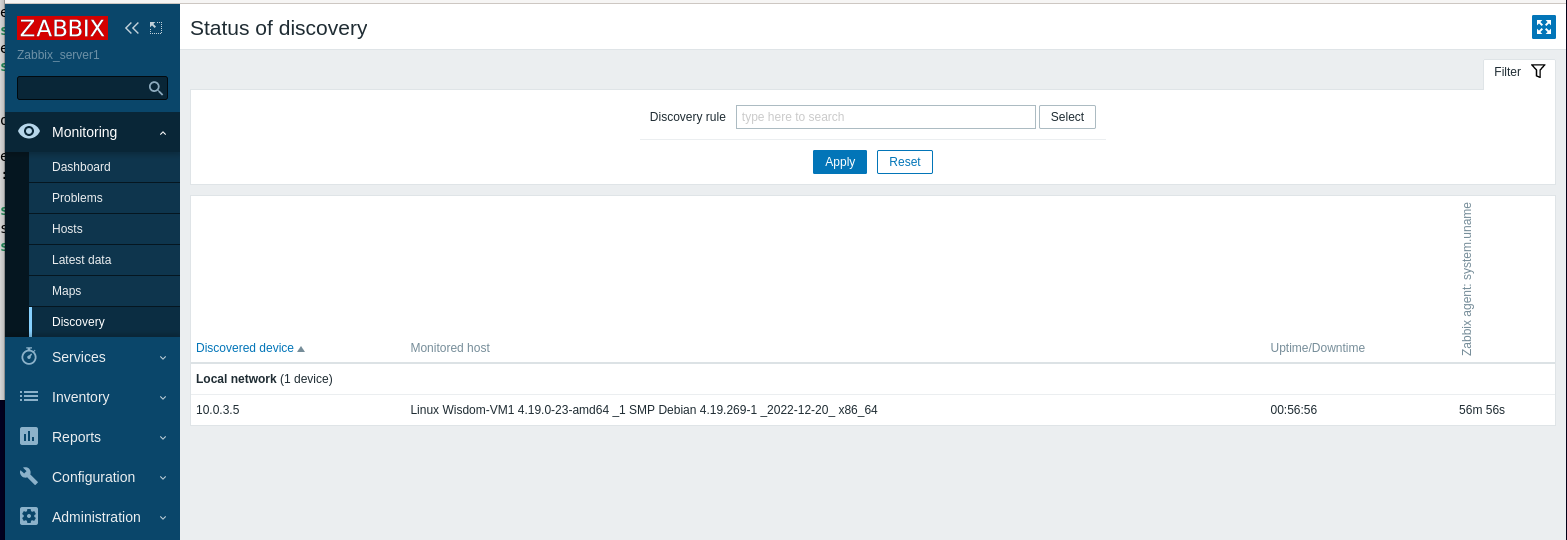 ZABBIX
Zabbix_server1
Monitoring
Dashboard
Problems
Hosts
Latest data
Maps
Discovery
Services
Inventory
Reports
Configuration
Administration
Status of discovery
Filter
Discovery rule type here to search Select
Apply Reset
Discovered device Monitored host Uptime/Downtime Zabbix agent: system.uname
Local network (1 device)
10.0.3.5 Linux Wisdom-VM1 4.19.0-23-amd64 _1 SMP Debian 4.19.269-1 _2022-12-20_ x86_64 00:56:56 56m 56s